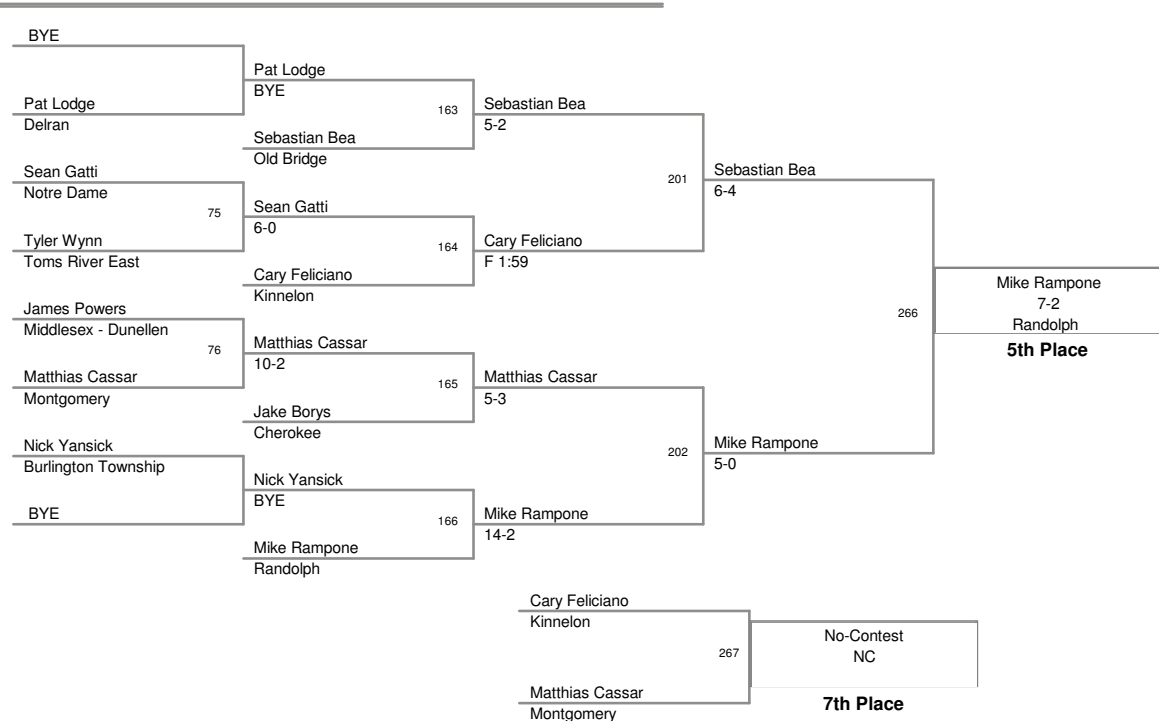 BYE
Pat Lodge
Delran
Sean Gatti
Notre Dame
75
Tyler Wynn
Toms River East
James Powers
Middlesex - Dunellen
76
Matthias Cassar
Montgomery
Nick Yansick
Burlington Township
BYE
Pat Lodge
BYE
163
Sebastian Bea
Old Bridge
Sean Gatti
6-0
164
Cary Feliciano
Kinnelon
Matthias Cassar
10-2
165
Jake Borys
Cherokee
Nick Yansick
BYE
166
Mike Rampone
Randolph
Sebastian Bea
5-2
201
Cary Feliciano
F 1:59
Matthias Cassar
5-3
202
Mike Rampone
14-2
Sebastian Bea
6-4
266
Mike Rampone
5-0
Mike Rampone
7-2
Randolph
5th Place
Cary Feliciano
Kinnelon
267
Matthias Cassar
Montgomery
No-Contest
NC
7th Place